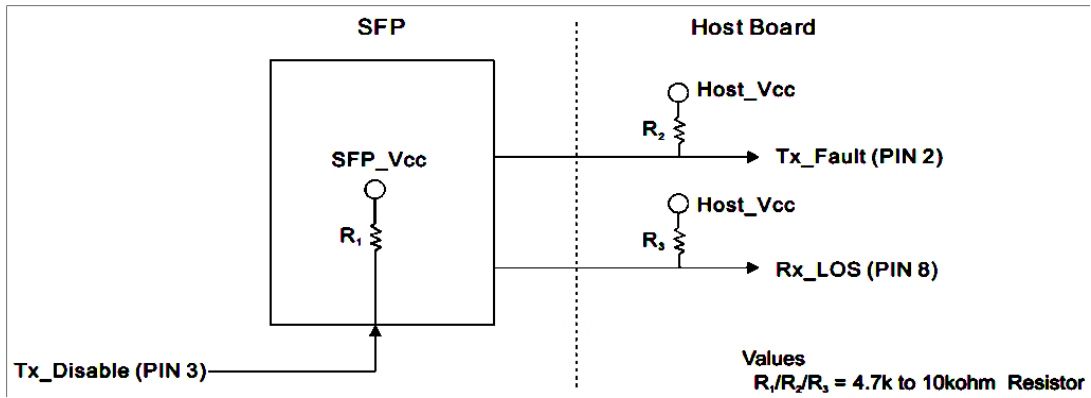 SFP
Host Board
Host_Vcc
R₂
Tx_Fault (PIN 2)
SFP_Vcc
Host_Vcc
R₁
R₃
Rx_LOS (PIN 8)
Tx_Disable (PIN 3)
Values
R₁/R₂/R₃ = 4.7k to 10kohm Resistor